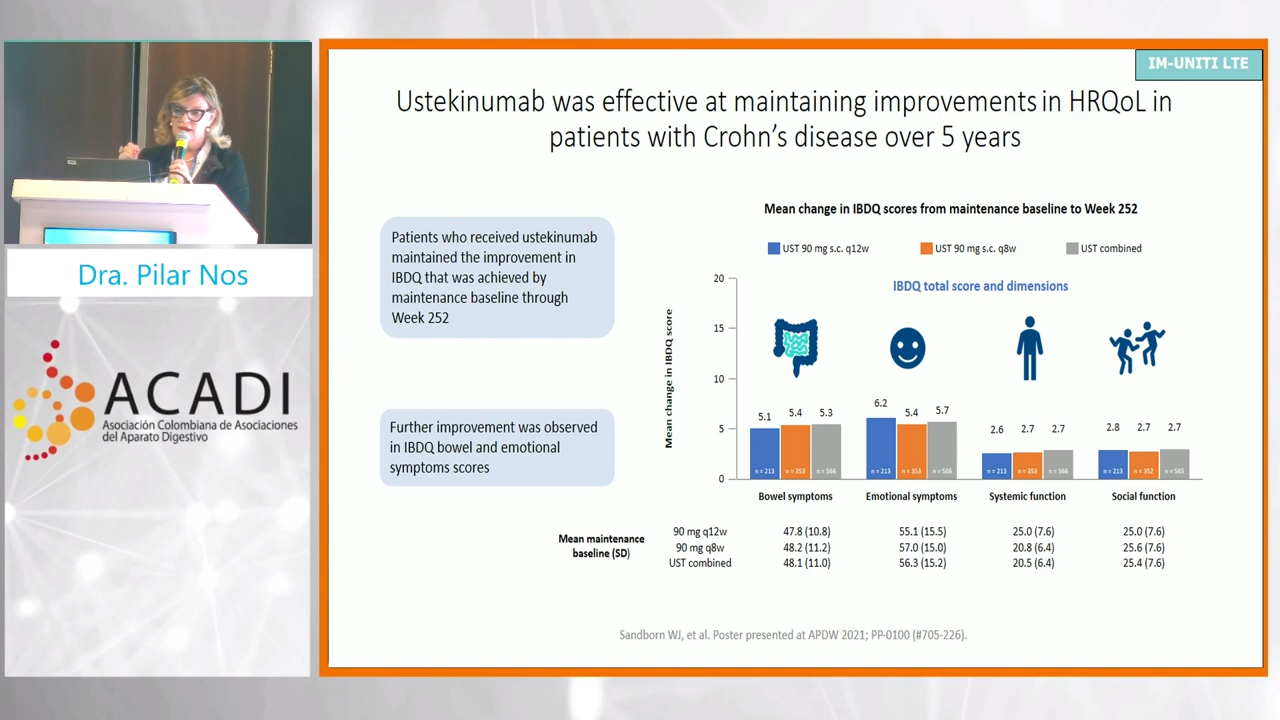 IM-UNITI LTE
Ustekinumab was effective at maintaining improvements in HRQoL in
patients with Crohn's disease over 5 years
Dra. Pilar Nos
ACADI
Asociación Colombiana de Asociaciones
del Aparato Digestivo
Patients who received ustekinumab
maintained the improvement in
IBDQ that was achieved by
maintenance baseline through
Week 252
Further improvement was observed
in IBDQ bowel and emotional
symptoms scores
Mean change in IBDQ scores from maintenance baseline to Week 252
UST 90 mg s.c. q12w UST 90 mg s.c. q8w UST combined
IBDQ total score and dimensions
Mean change in IBDQ score
20
15
10
5
0
5.1 5.4 5.3 6.2 5.4 5.7 2.6 2.7 2.7 2.8 2.7 2.7
n = 213 n = 353 n = 566 n = 213 n = 353 n = 566 n = 213 n = 353 n = 566 n = 213 n = 352 n = 565
Bowel symptoms Emotional symptoms Systemic function Social function
Mean maintenance
baseline (SD)
90 mg q12w 47.8 (10.8) 55.1 (15.5) 25.0 (7.6) 25.0 (7.6)
90 mg q8w 48.2 (11.2) 57.0 (15.0) 20.8 (6.4) 25.6 (7.6)
UST combined 48.1 (11.0) 56.3 (15.2) 20.5 (6.4) 25.4 (7.6)
Sandborn WJ, et al. Poster presented at APDW 2021; PP-0100 (#705-226).